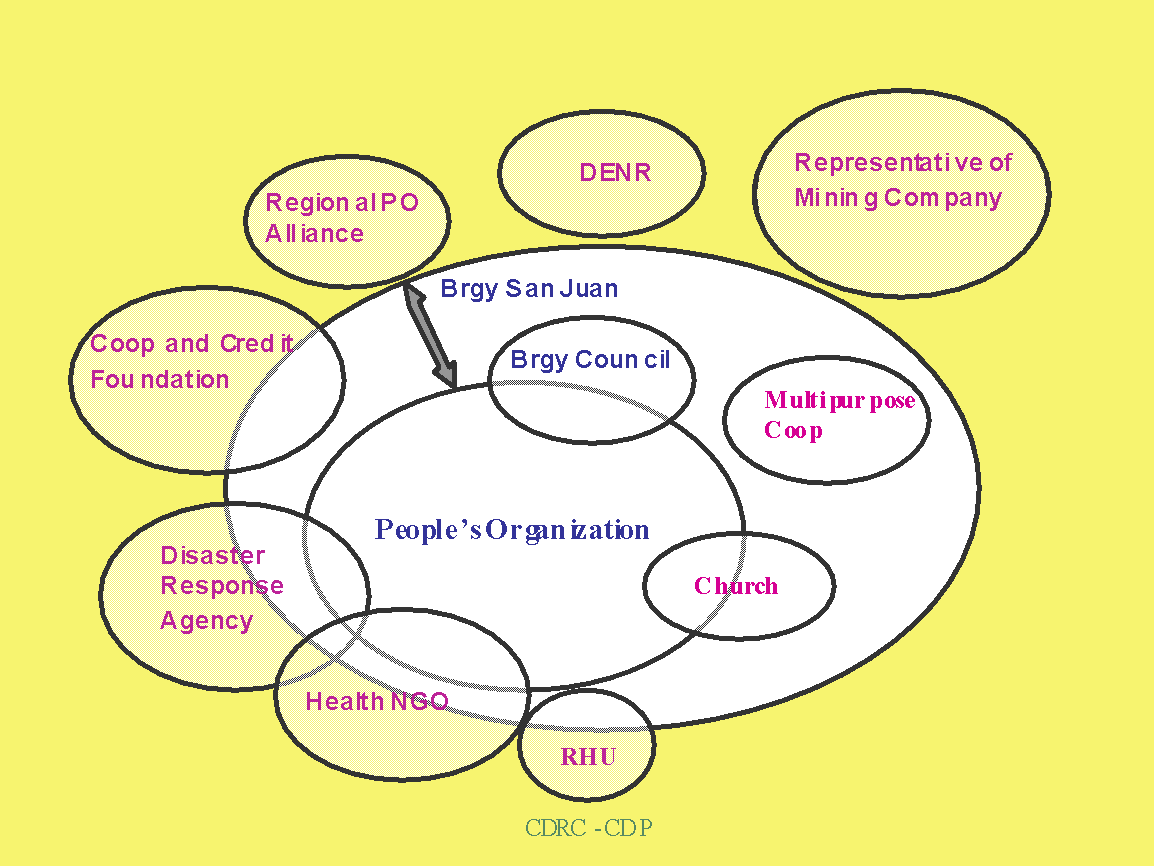 DENR
Representative of
Mining Company
Regional PO
Alliance
Brgy San Juan
Coop and Credit
Foundation
Brgy Council
Multipurpose
Coop
People’s Organization
Disaster
Response
Agency
Church
Health NGO
RHU
CDRC - CDP